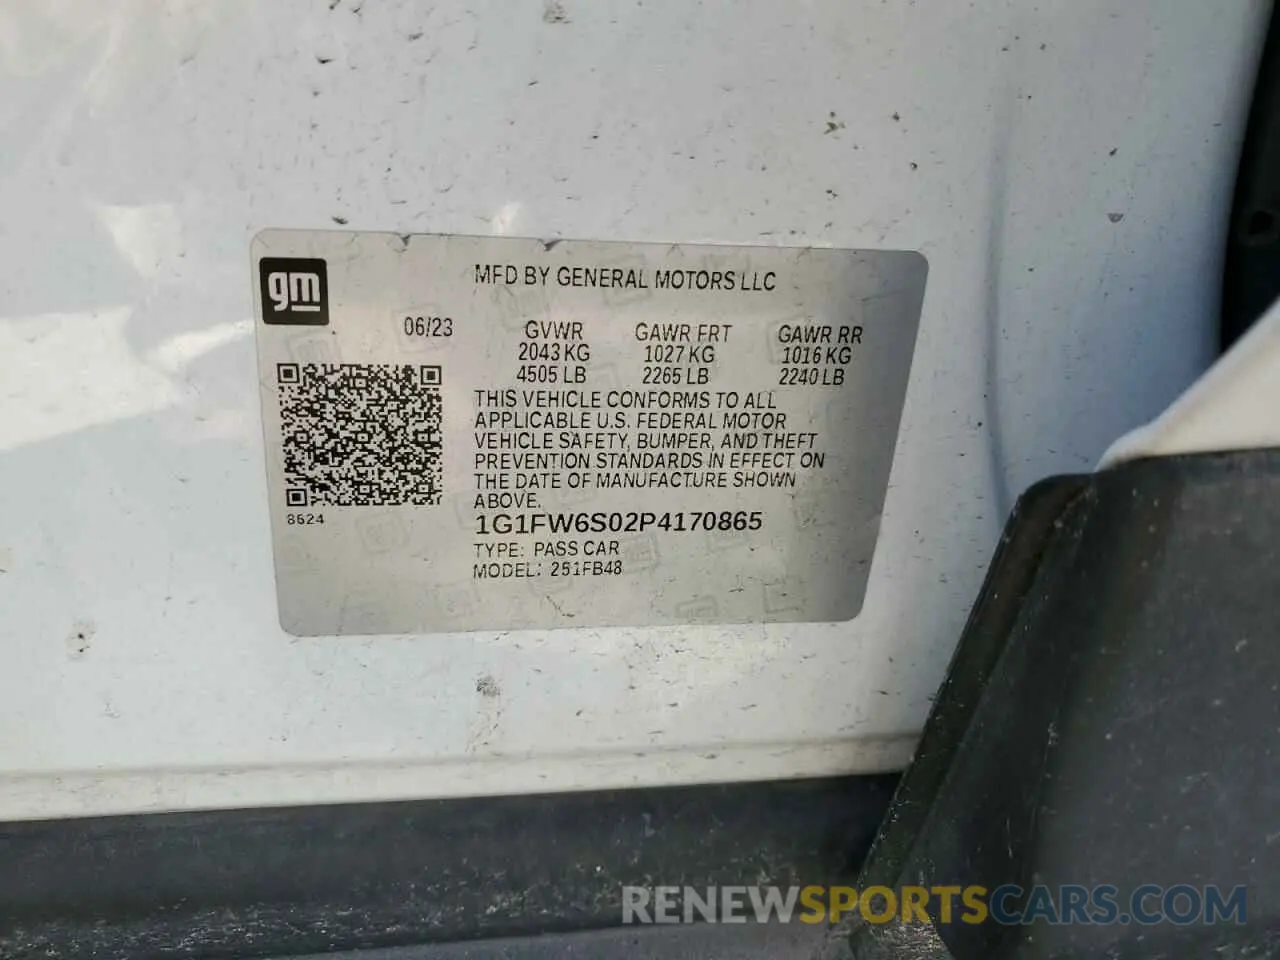 gm
MFD BY GENERAL MOTORS LLC
06/23
GVWR GAWR FRT GAWR RR
2043 KG 1027 KG 1016 KG
4505 LB 2265 LB 2240 LB
THIS VEHICLE CONFORMS TO ALL
APPLICABLE U.S. FEDERAL MOTOR
VEHICLE SAFETY, BUMPER, AND THEFT
PREVENTION STANDARDS IN EFFECT ON
THE DATE OF MANUFACTURE SHOWN
ABOVE.
8624
1G1FW6S02P4170865
TYPE: PASS CAR
MODEL: 251FB48
RENEWSPORTSCARS.COM